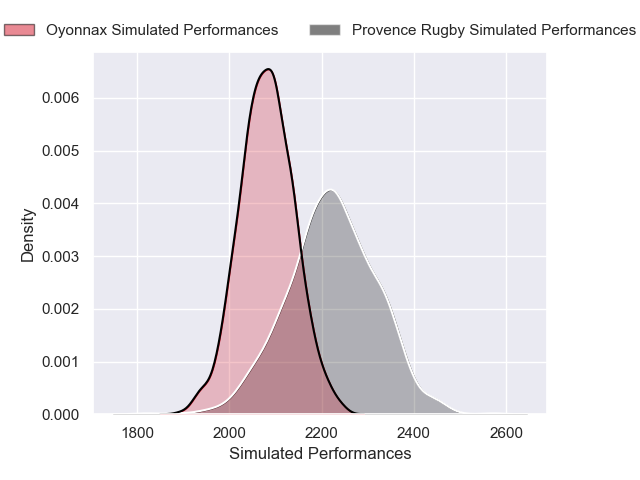 Oyonnax Simulated Performances
Provence Rugby Simulated Performances
0.006
0.005
0.004
0.003
0.002
0.001
0.000
Density
1800 2000 2200 2400 2600
Simulated Performances